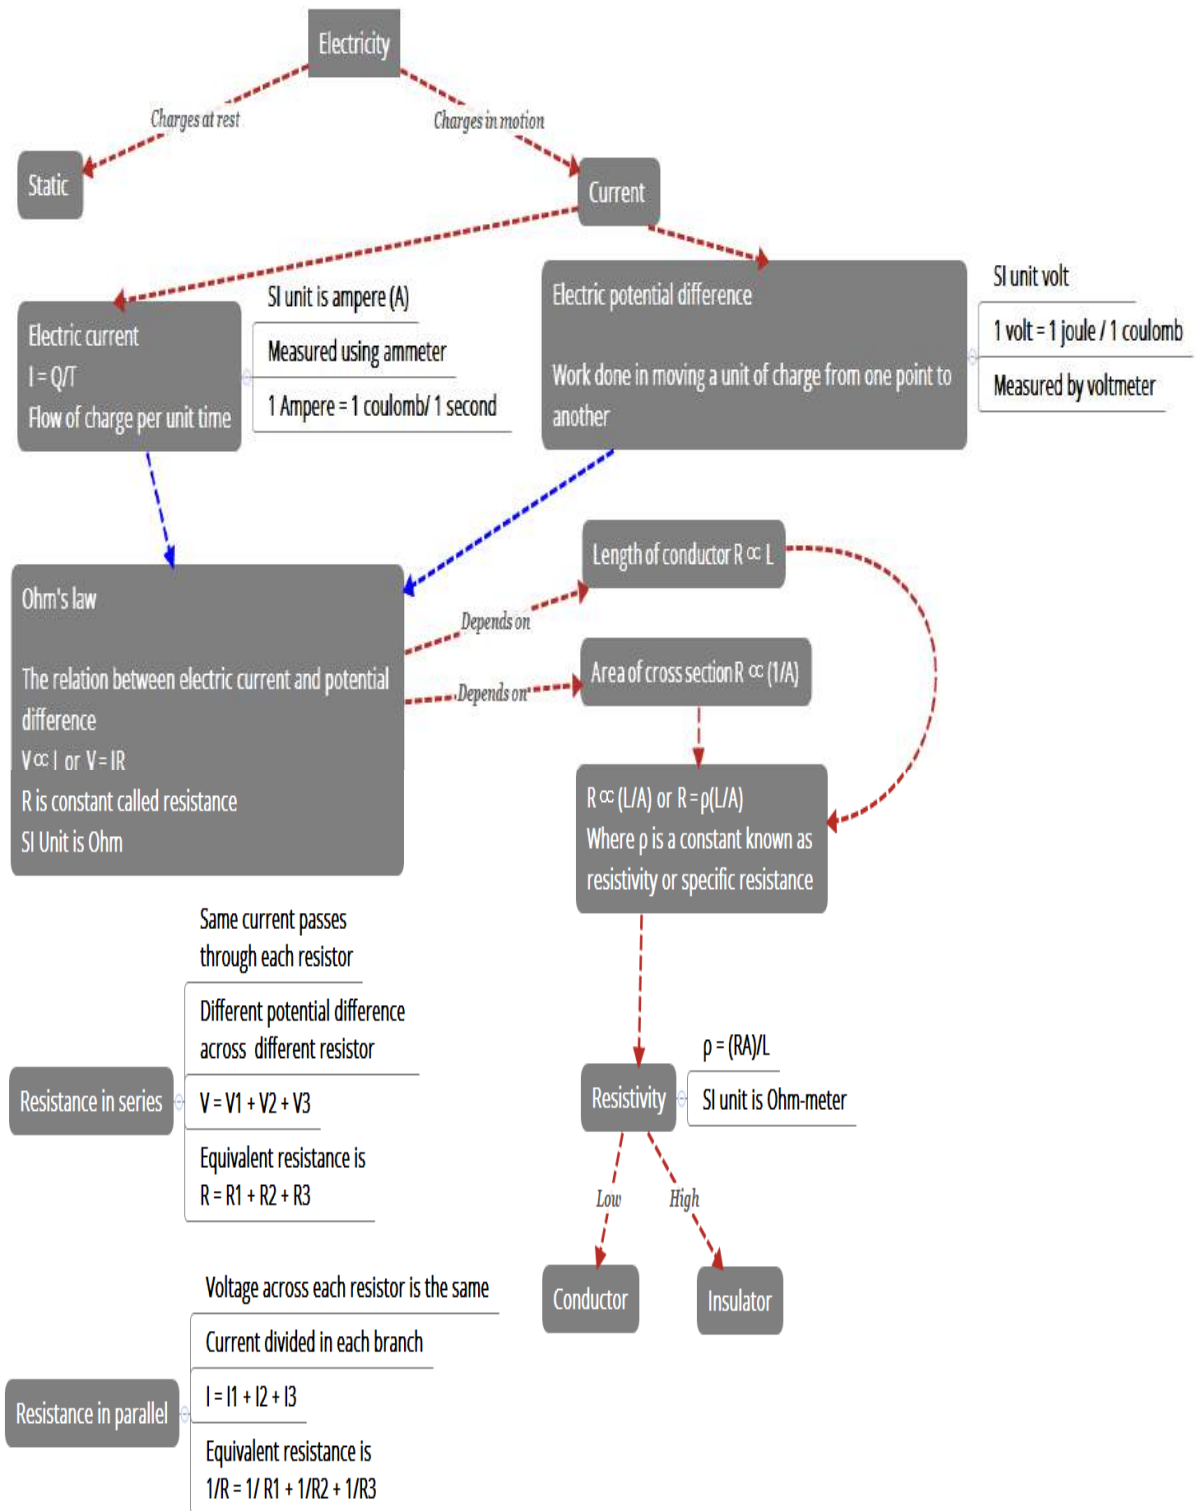 Electricity
Charges at rest
Charges in motion
Static
Current
Electric current
I = Q/T
Flow of charge per unit time
SI unit is ampere (A)
Measured using ammeter
1 Ampere = 1 coulomb/ 1 second
Electric potential difference
Work done in moving a unit of charge from one point to
another
SI unit volt
1 volt = 1 joule / 1 coulomb
Measured by voltmeter
Ohm's law
The relation between electric current and potential
difference
V ∝ I or V = IR
R is constant called resistance
SI Unit is Ohm
Depends on
Length of conductor R ∝ L
Depends on
Area of cross section R ∝ (1/A)
R ∝ (L/A) or R = ρ(L/A)
Where ρ is a constant known as
resistivity or specific resistance
Resistivity
ρ = (RA)/L
SI unit is Ohm-meter
Low
High
Conductor
Insulator
Resistance in series
Same current passes
through each resistor
Different potential difference
across different resistor
V = V1 + V2 + V3
Equivalent resistance is
R = R1 + R2 + R3
Resistance in parallel
Voltage across each resistor is the same
Current divided in each branch
I = I1 + I2 + I3
Equivalent resistance is
1/R = 1/ R1 + 1/R2 + 1/R3